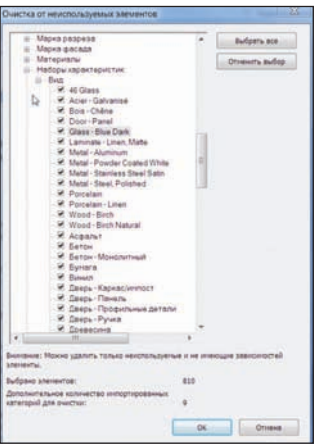 Очистка от неиспользуемых элементов
Марка разреза
Марка фасада
Материалы
Наборы характеристик
Вид
46 Glass
Acier - Galvanisé
Bois - Chêne
Door - Panel
Glass - Blue Dark
Laminate - Linen, Matte
Metal - Aluminum
Metal - Powder Coated White
Metal - Stainless Steel Satin
Metal - Steel, Polished
Porcelain
Porcelain - Linen
Wood - Birch
Wood - Birch Natural
Асфальт
Бетон
Бетон - Монолитный
Бумага
Винил
Дверь - Каркас/импост
Дверь - Панель
Дверь - Профильные детали
Дверь - Ручка
Древесина
Выбрать все
Отменить выбор
Внимание: Можно удалить только неиспользуемые и не имеющие зависимостей
элементы.
Выбрано элементов: 810
Дополнительное количество импортированных
категорий для очистки: 9
OK
Отмена